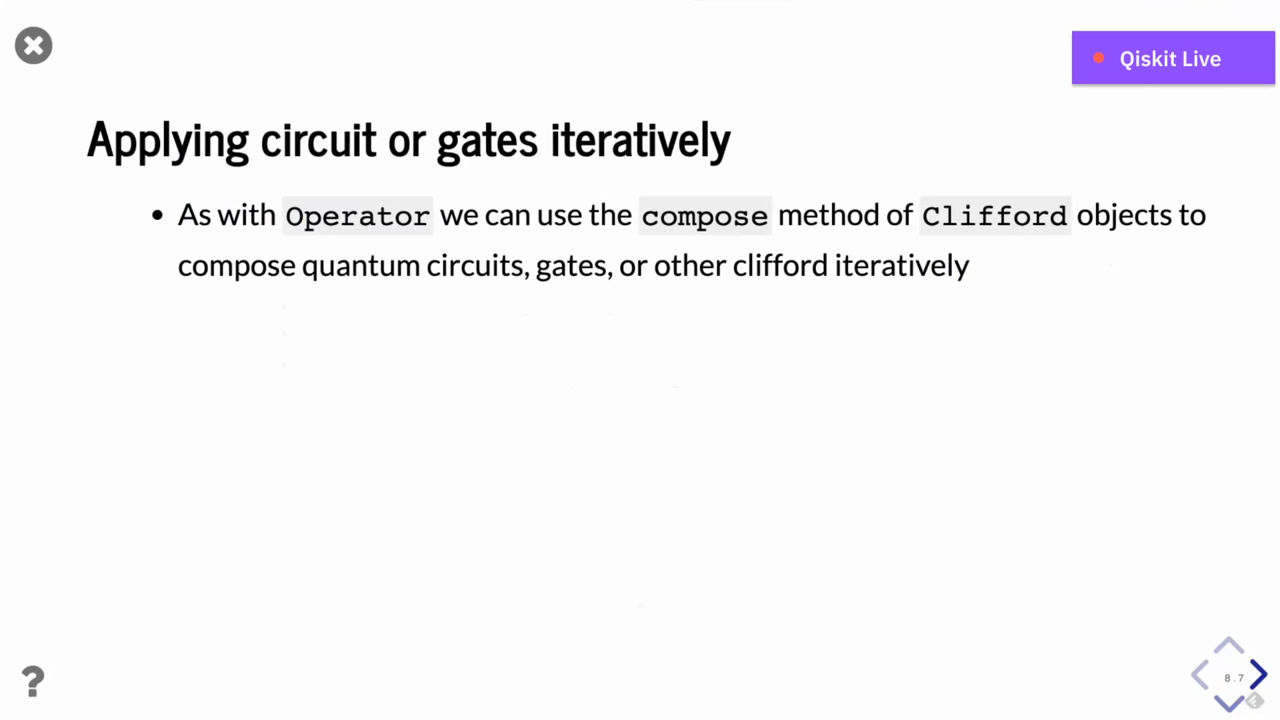 Qiskit Live
Applying circuit or gates iteratively
• As with Operator we can use the compose method of Clifford objects to
compose quantum circuits, gates, or other clifford iteratively
?
8.7